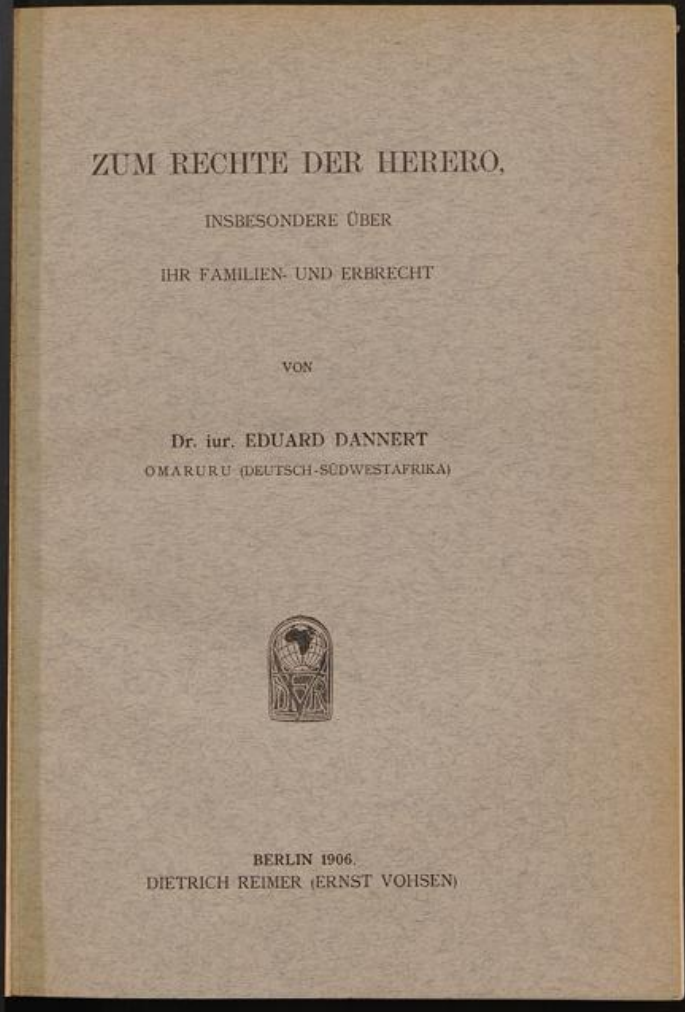 ZUM RECHTE DER HERERO,
INSBESONDERE ÜBER
IHR FAMILIEN- UND ERBRECHT
VON
Dr. iur. EDUARD DANNERT
OMARURU (DEUTSCH-SÜDWESTAFRIKA)
DVR
BERLIN 1906.
DIETRICH REIMER (ERNST VOHSEN)